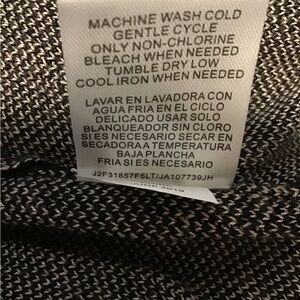 MACHINE WASH COLD
GENTLE CYCLE
ONLY NON-CHLORINE
BLEACH WHEN NEEDED
TUMBLE DRY LOW
COOL IRON WHEN NEEDED
LAVAR EN LAVADORA CON
AGUA FRIA EN EL CICLO
DELICADO USAR SOLO
BLANQUEADOR SIN CLORO
SI ES NECESARIO SECAR EN
SECADORA A TEMPERATURA
BAJA PLANCHA
FRIA SI ES NECESARIO
J2F31857F5LT/JA107739JH